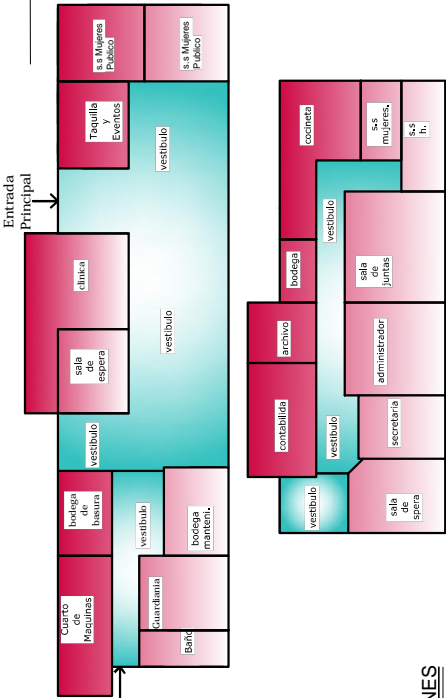 Entrada
Principal
s.s Mujeres
Publico
s.s Mujeres
Publico
Taquilla
y
Eventos
vestibulo
clinica
sala
de
espera
vestibulo
vestibulo
bodega
de
basura
vestibulo
bodega
manteni.
Cuarto
de
Maquinas
Guardiania
Baño
cocineta
s.s
mujeres.
s.s
h.
vestibulo
bodega
sala
de
juntas
archivo
administrador
contabilida
vestibulo
secretaria
vestibulo
sala
de
spera
NES